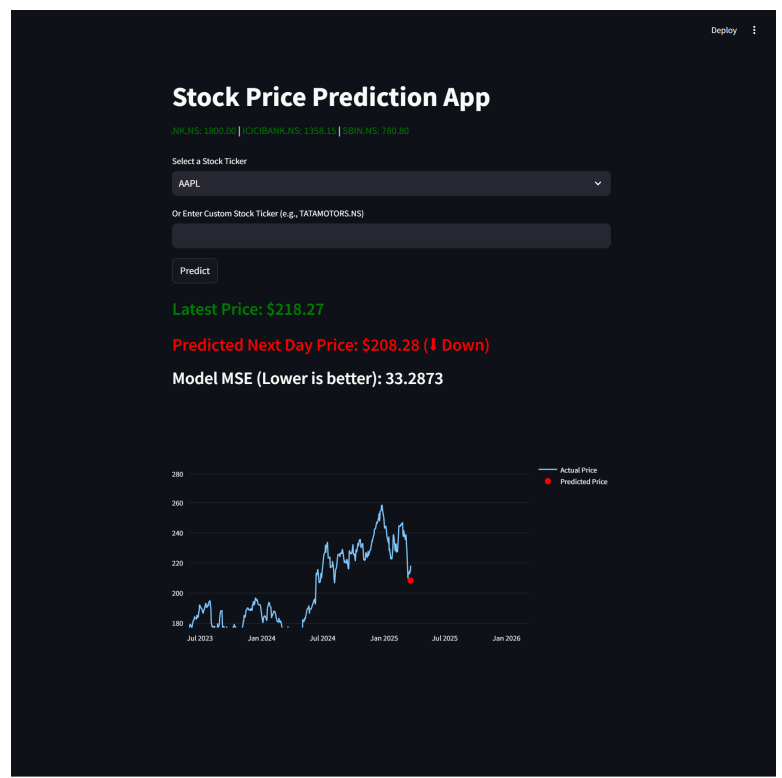 Deploy
Stock Price Prediction App
NK.NS: 1800.00 | ICICIBANK.NS: 1358.15 | SBIN.NS: 780.80
Select a Stock Ticker
AAPL
Or Enter Custom Stock Ticker (e.g., TATAMOTORS.NS)
Predict
Latest Price: $218.27
Predicted Next Day Price: $208.28 (⬇ Down)
Model MSE (Lower is better): 33.2873
Actual Price
Predicted Price
280
260
240
220
200
180
Jul 2023 Jan 2024 Jul 2024 Jan 2025 Jul 2025 Jan 2026